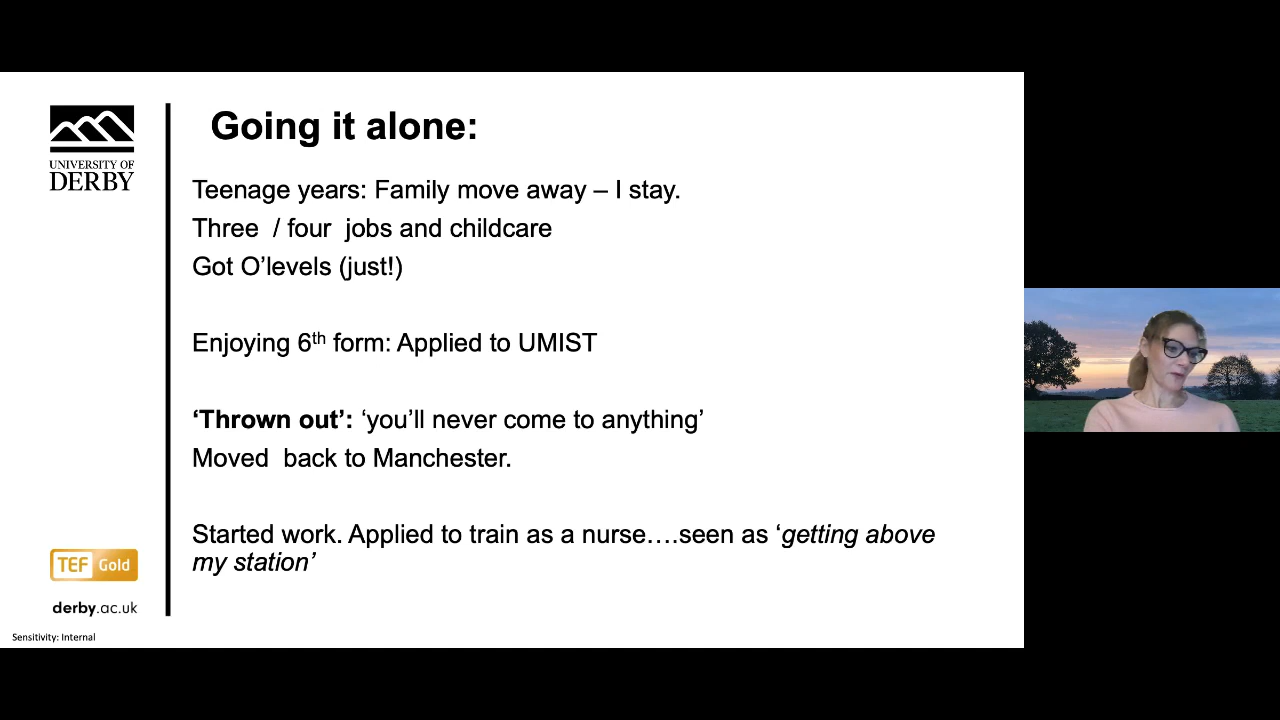 UNIVERSITY OF
DERBY
Going it alone:
Teenage years: Family move away – I stay.
Three  / four  jobs and childcare
Got O’levels (just!)
Enjoying 6th form: Applied to UMIST
‘Thrown out’: ‘you’ll never come to anything’
Moved  back to Manchester.
Started work. Applied to train as a nurse….seen as ‘getting above
my station’
TEF Gold
derby.ac.uk
Sensitivity: Internal